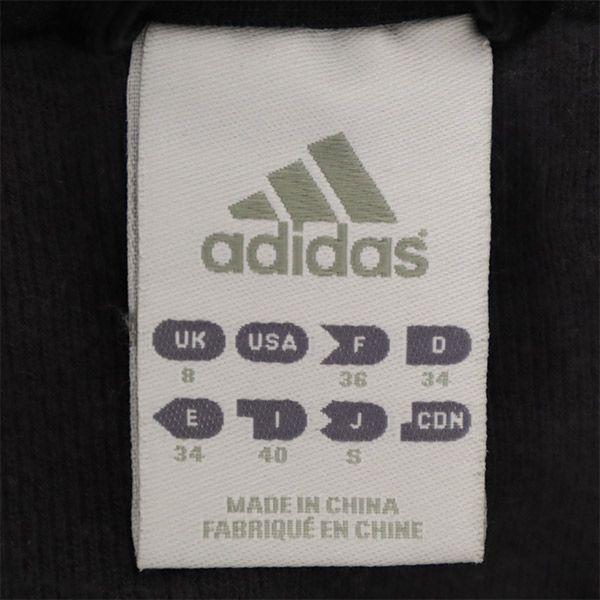 adidas
UK USA F D
8 36 34
E I J CDN
34 40 S
MADE IN CHINA
FABRIQUÉ EN CHINE